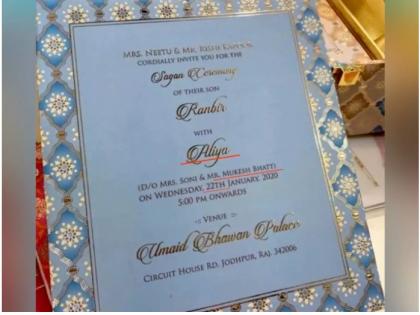 MRS. NEETU & MR. RISHI KAPOOR
CORDIALLY INVITE YOU FOR THE
Sagan Ceremony
OF THEIR SON
Ranbir
WITH
Aliya
(D/O MRS. SONI & MR. MUKESH BHATT)
ON WEDNESDAY, 22TH JANUARY, 2020
5:00 PM ONWARDS
VENUE
Umaid Bhawan Palace
CIRCUIT HOUSE RD, JODHPUR, RAJ. 342006